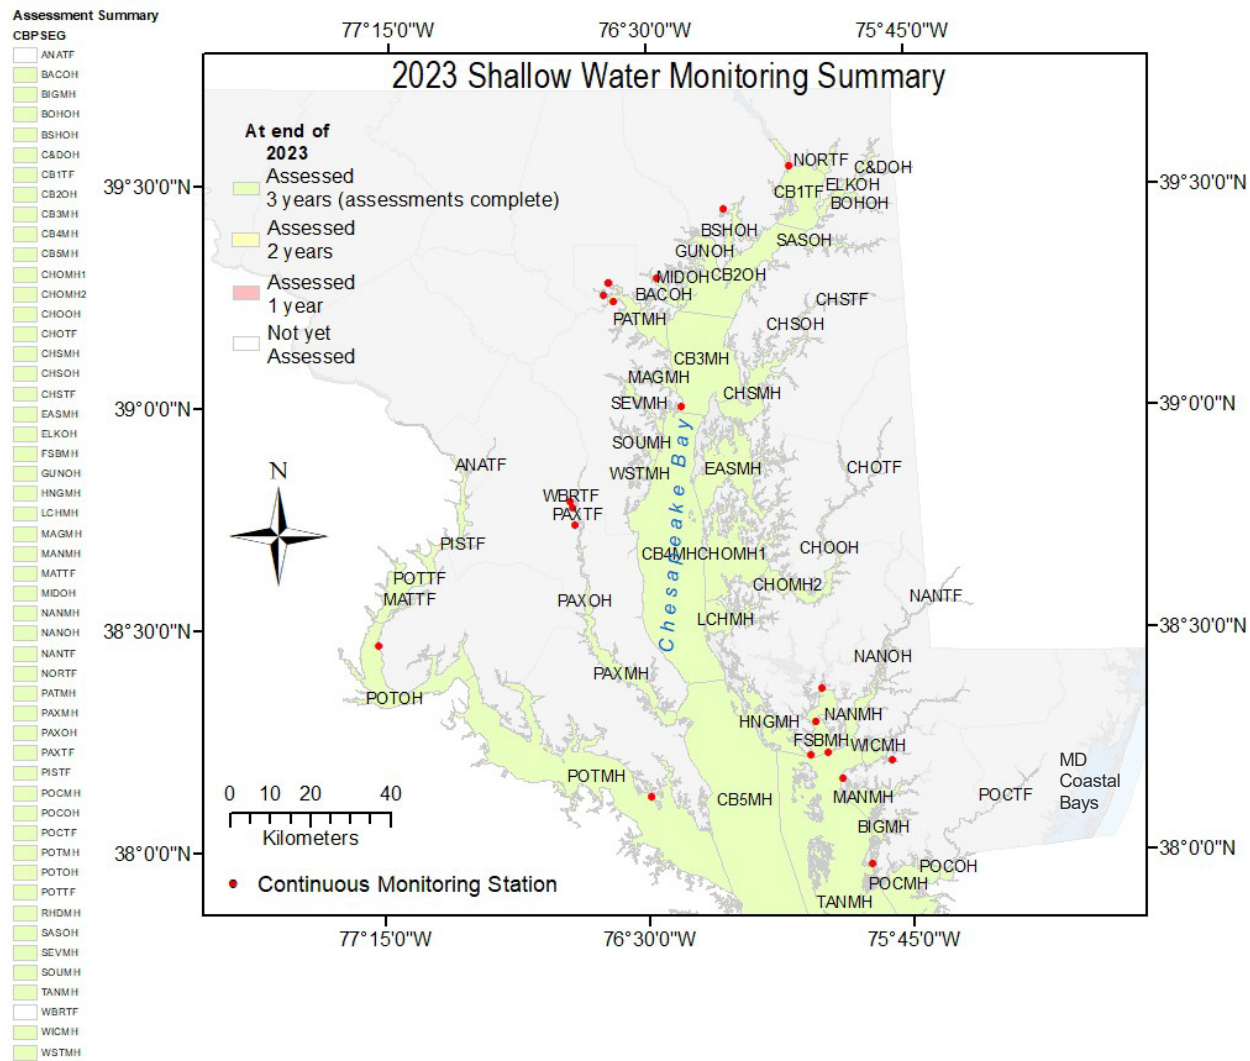 Assessment Summary
CBPSEG
ANATF
BACOH
BIGMH
BOHOH
BSHOH
C&DOH
CB1TF
CB2OH
CB3MH
CB4MH
CB5MH
CHOMH1
CHOMH2
CHOOH
CHOTF
CHSMH
CHSOH
CHSTF
EASMH
ELKOH
FSBMH
GUNOH
HNGMH
LCHMH
MAGMH
MANMH
MATTF
MIDOH
NANMH
NANOH
NANTF
NORTF
PATMH
PAXMH
PAXOH
PAXTF
PISTF
POCMH
POCOH
POCTF
POTMH
POTOH
POTTF
RHDMH
SASOH
SEVMH
SOUMH
TANMH
WBRTF
WICMH
WSTMH
77°15'0"W 76°30'0"W 75°45'0"W
2023 Shallow Water Monitoring Summary
At end of
2023
Assessed
3 years (assessments complete)
Assessed
2 years
Assessed
1 year
Not yet
Assessed
39°30'0"N
39°0'0"N
38°30'0"N
38°0'0"N
39°30'0"N
39°0'0"N
38°30'0"N
38°0'0"N
NORTF
C&DOH
CB1TF
ELKOH
BOHOH
BSHOH
SASOH
GUNOH
MIDOH
CB2OH
BACOH
CHSTF
PATMH
CHSOH
CB3MH
MAGMH
CHSMH
SEVMH
SOUMH
WSTMH
EASMH
CHOTF
ANATF
WBRTF
PAXTF
PISTF
CB4MH
CHOMH1
CHOOH
POTTF
CHOMH2
MATTF
PAXOH
NANTF
LCHMH
Chesapeake Bay
NANOH
PAXMH
POTOH
HNGMH
NANMH
FSBMH
WICMH
POTMH
CB5MH
MANMH
POCTF
MD
Coastal
Bays
BIGMH
POCOH
POCMH
TANMH
N
0 10 20 40
Kilometers
Continuous Monitoring Station
77°15'0"W 76°30'0"W 75°45'0"W